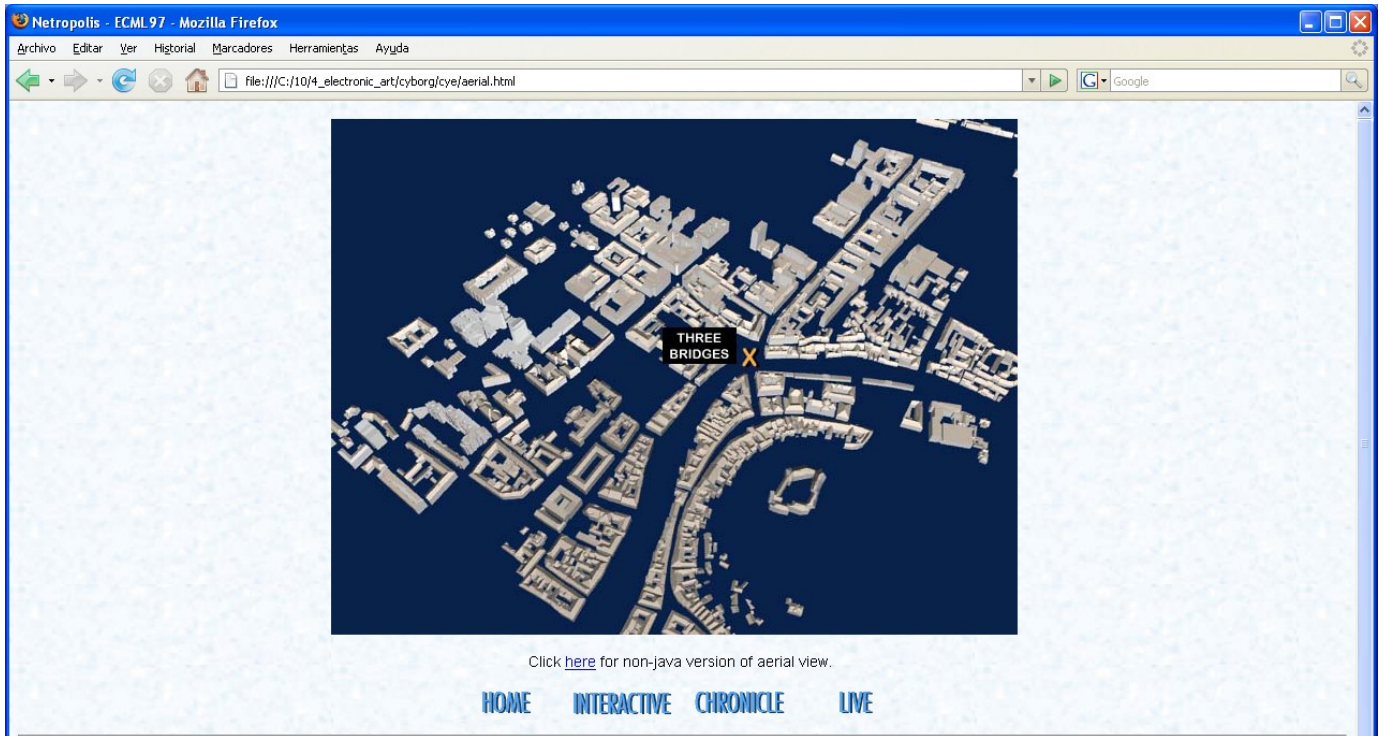 Netropolis - ECML97 - Mozilla Firefox
Archivo Editar Ver Historial Marcadores Herramientas Ayuda
file:///C:/10/4_electronic_art/cyborg/cye/aerial.html G Google
THREE
BRIDGES X
Click here for non-java version of aerial view.
HOME INTERACTIVE CHRONICLE LIVE